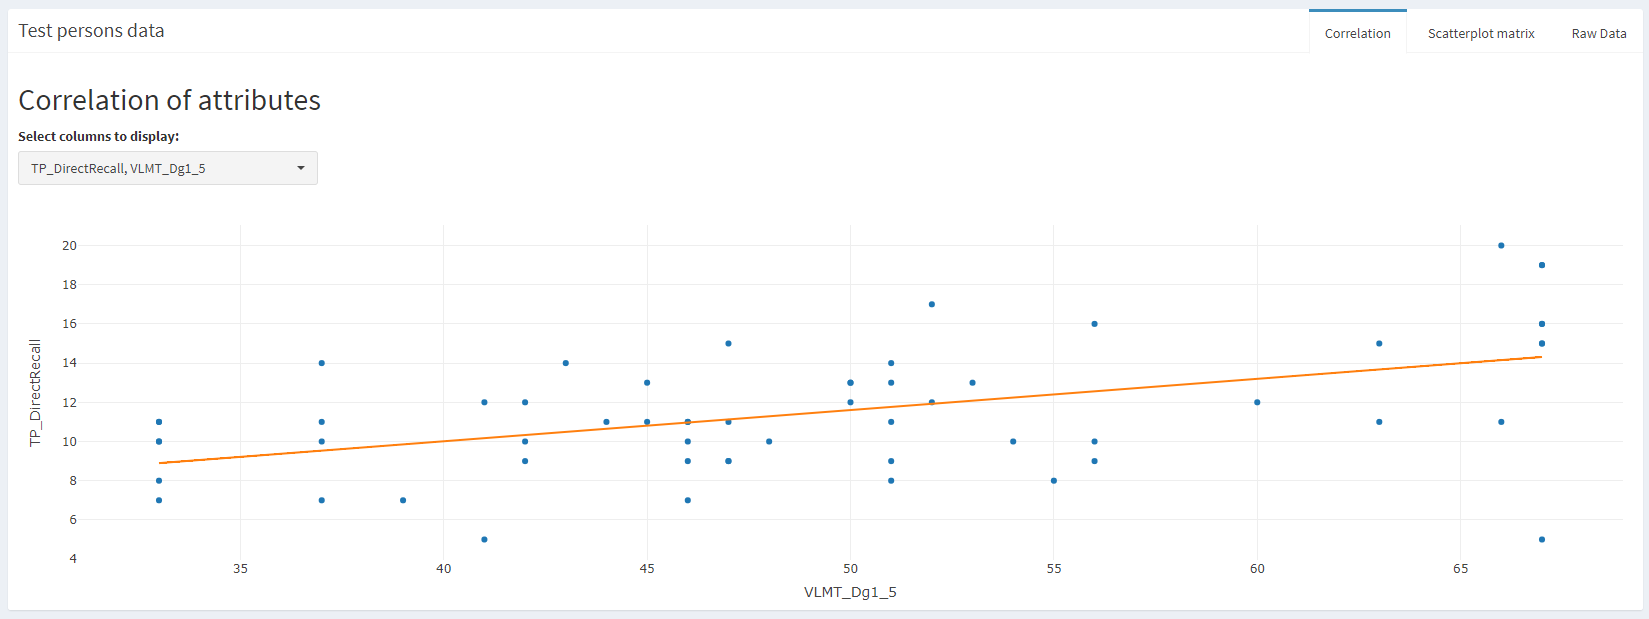 Test persons data
Correlation Scatterplot matrix Raw Data
Correlation of attributes
Select columns to display:
TP_DirectRecall, VLMT_Dg1_5
20
18
16
14
12
10
8
6
4
TP_DirectRecall
35 40 45 50 55 60 65
VLMT_Dg1_5